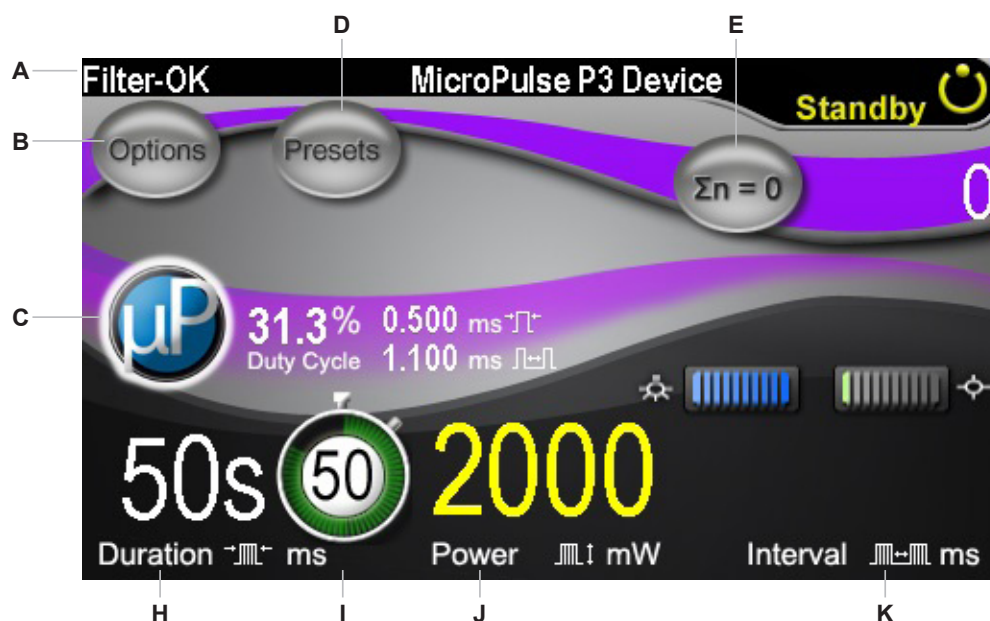 D
E
A
Filter-OK
MicroPulse P3 Device
Standby
B
Options
Presets
Σn = 0
0
C
µP
31.3%
0.500 ms
Duty Cycle
1.100 ms
50s
50
2000
Duration
ms
Power
mW
Interval
ms
H
I
J
K